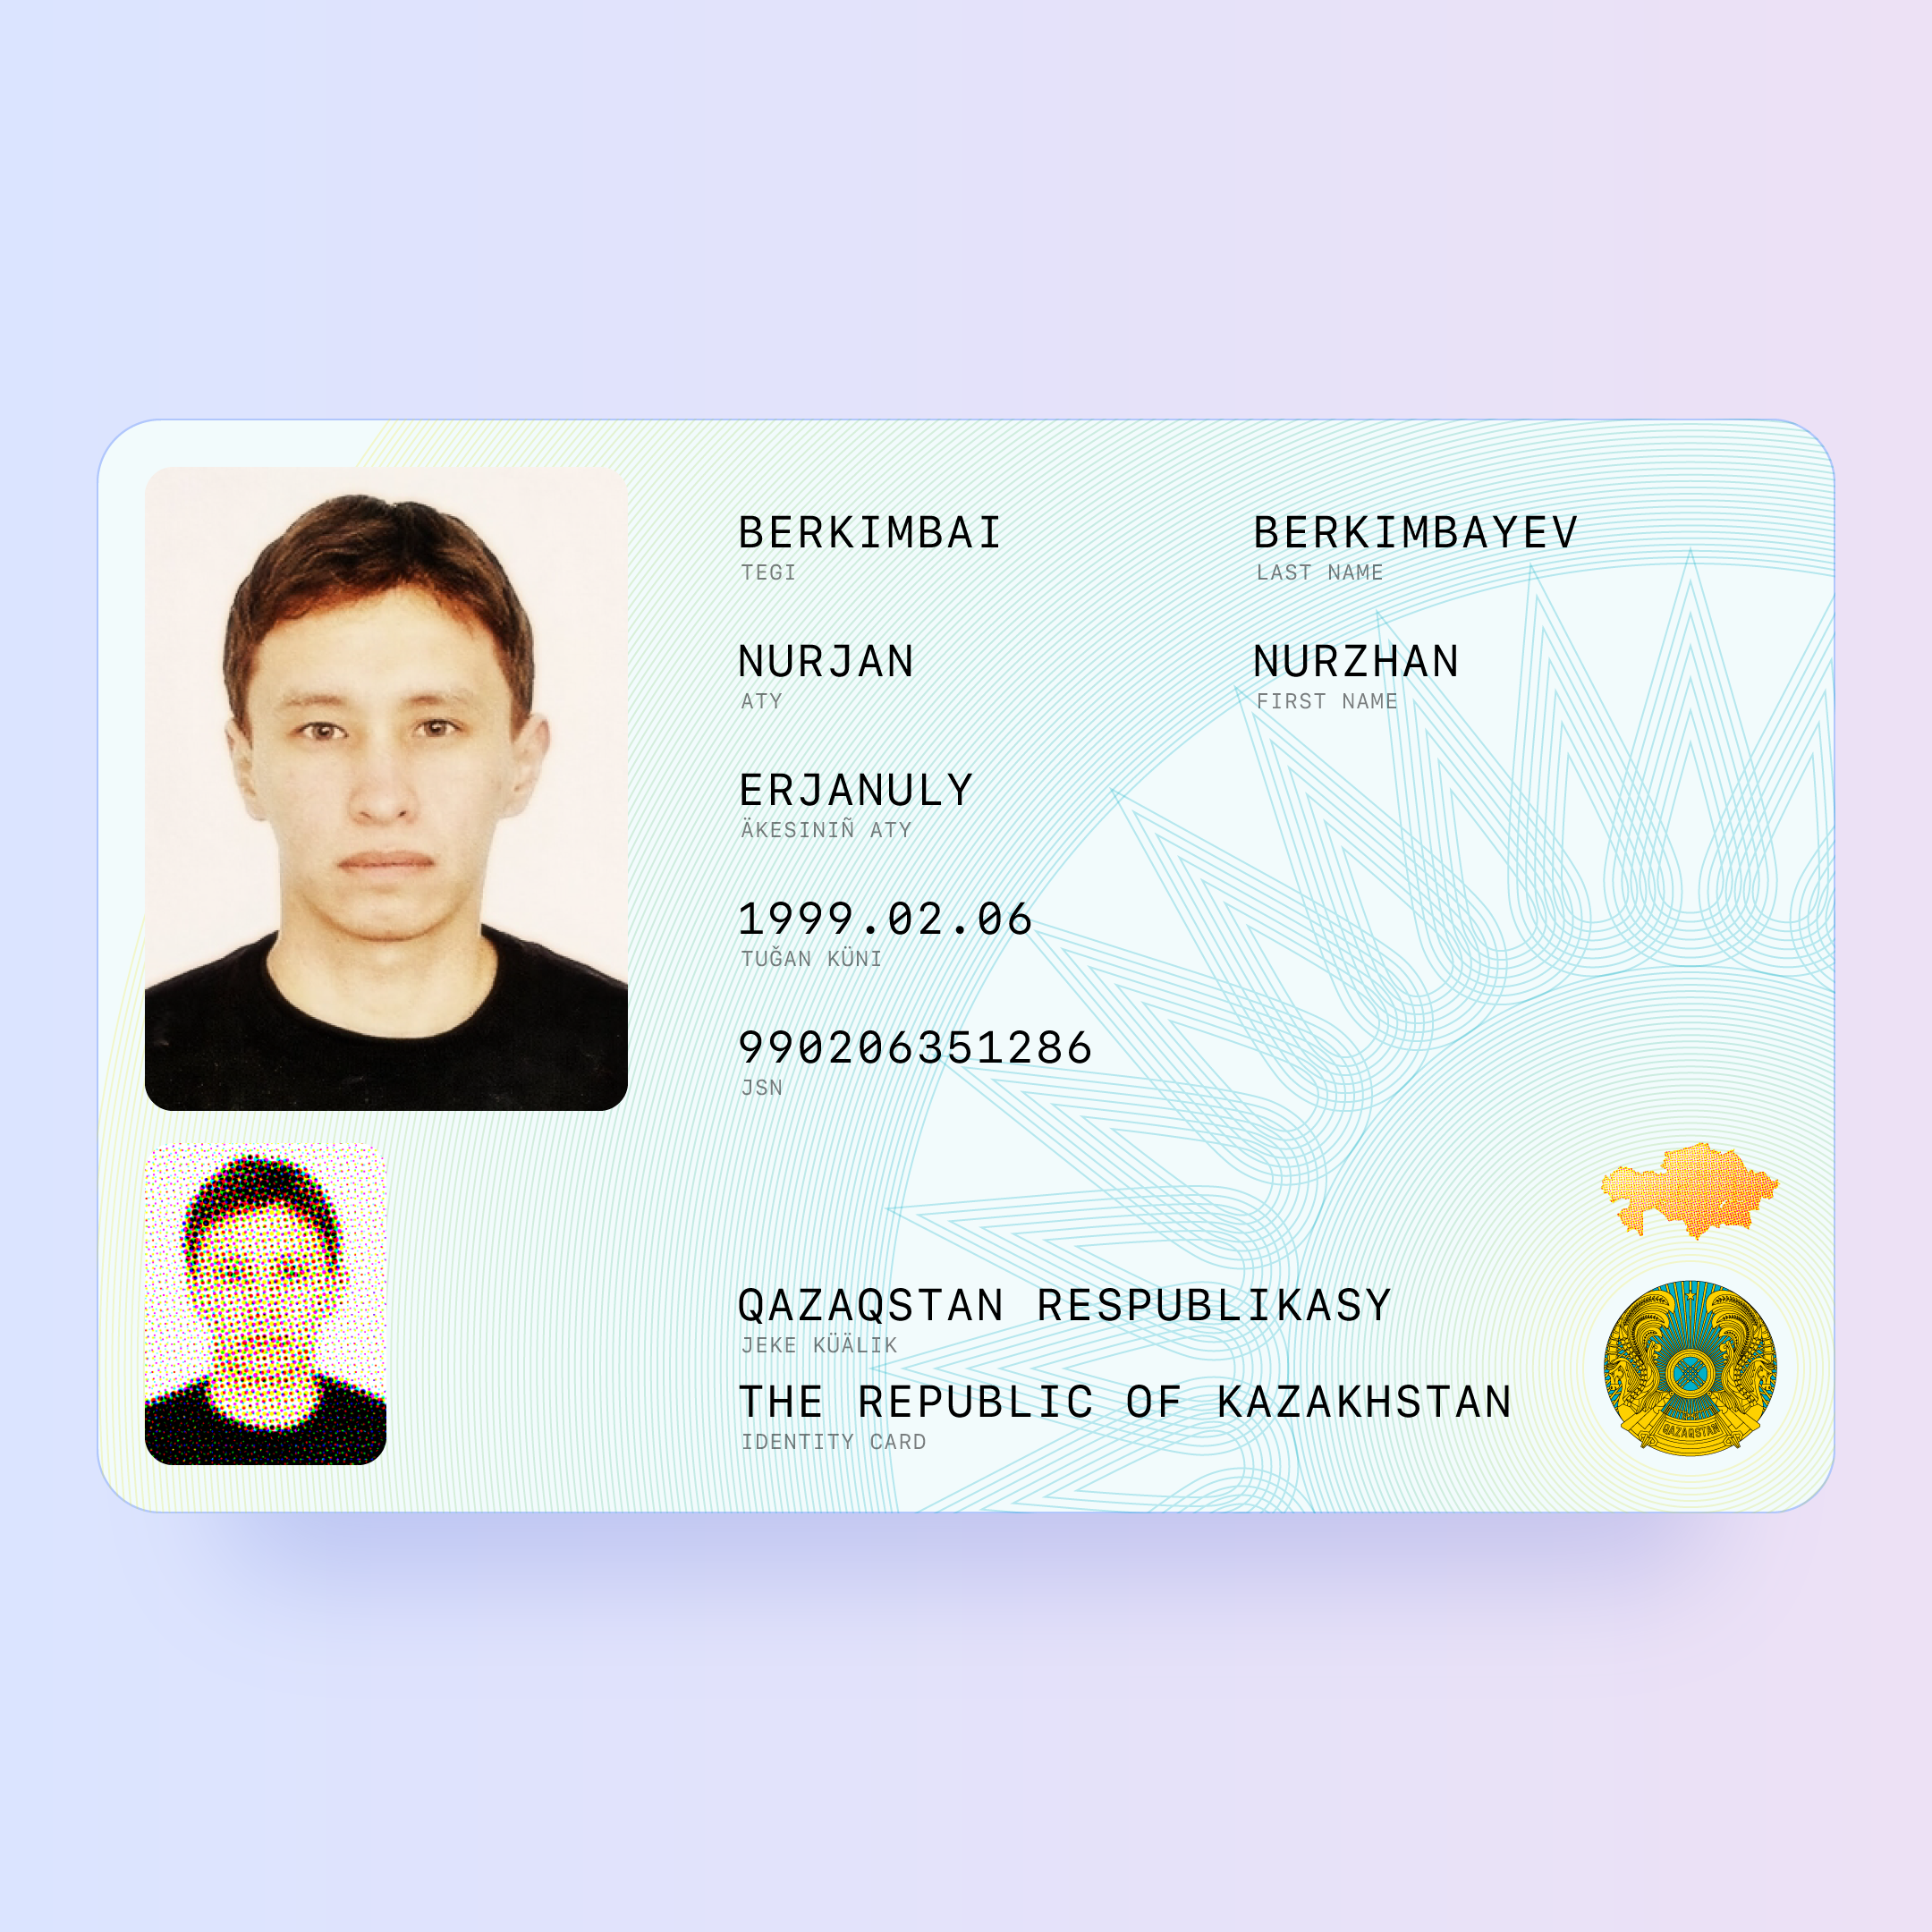 BERKIMBAI
TEGI
BERKIMBAYEV
LAST NAME
NURJAN
ATY
NURZHAN
FIRST NAME
ERJANULY
ÄKESINIÑ ATY
1999.02.06
TUĞAN KÜNI
990206351286
JSN
QAZAQSTAN RESPUBLIKASY
JEKE KÜÄLIK
THE REPUBLIC OF KAZAKHSTAN
IDENTITY CARD
QAZAQSTAN